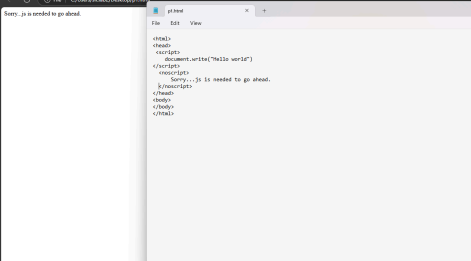 Sorry...js is needed to go ahead.
p1.html
File Edit View
<html>
<head>
<script>
document.write("Hello world")
</script>
<noscript>
Sorry...js is needed to go ahead.
</noscript>
</head>
<body>
</body>
</html>